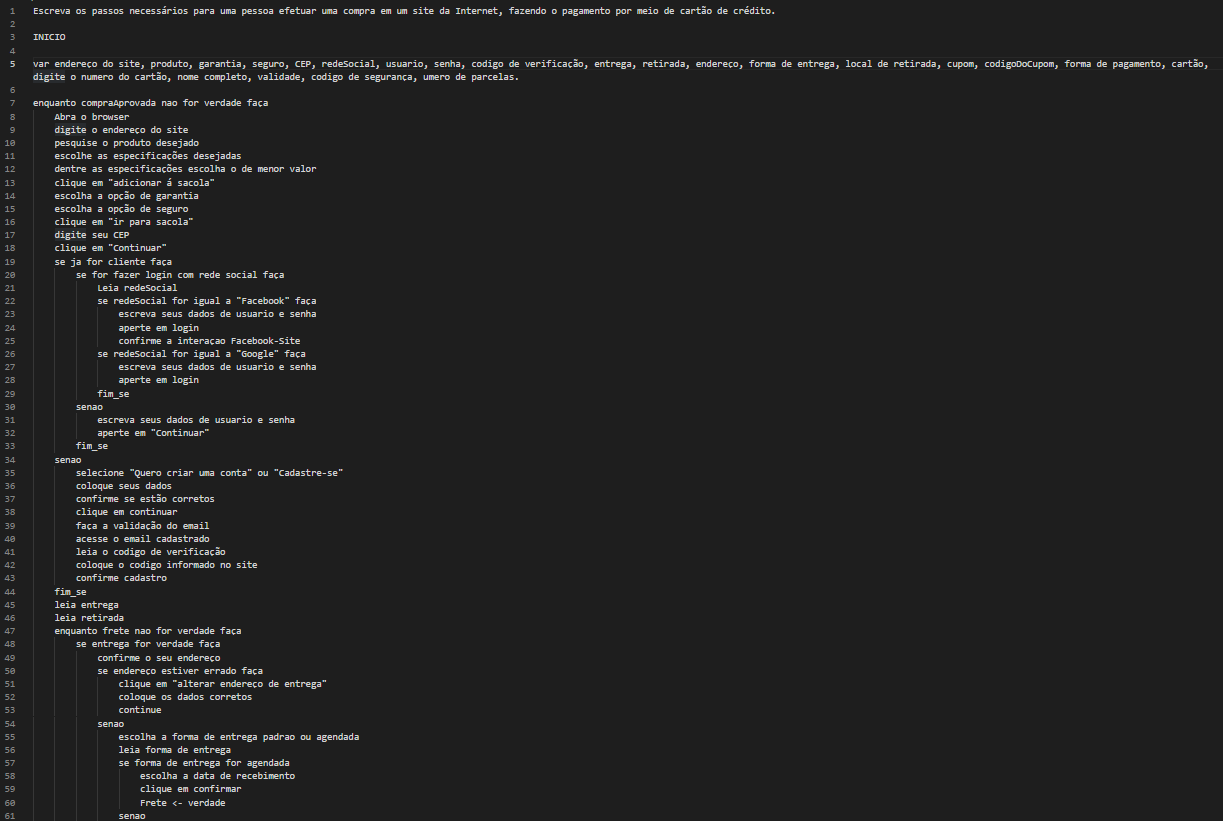 1 Escreva os passos necessários para uma pessoa efetuar uma compra em um site da Internet, fazendo o pagamento por meio de cartão de crédito.
2
3 INICIO
4
5 var endereço do site, produto, garantia, seguro, CEP, redeSocial, usuario, senha, codigo de verificação, entrega, retirada, endereço, forma de entrega, local de retirada, cupom, codigoDoCupom, forma de pagamento, cartão,
digite o numero do cartão, nome completo, validade, codigo de segurança, umero de parcelas.
6
7 enquanto compraAprovada nao for verdade faça
8 Abra o browser
9 digite o endereço do site
10 pesquise o produto desejado
11 escolhe as especificações desejadas
12 dentre as especificações escolha o de menor valor
13 clique em "adicionar á sacola"
14 escolha a opção de garantia
15 escolha a opção de seguro
16 clique em "ir para sacola"
17 digite seu CEP
18 clique em "Continuar"
19 se ja for cliente faça
20 se for fazer login com rede social faça
21 Leia redeSocial
22 se redeSocial for igual a "Facebook" faça
23 escreva seus dados de usuario e senha
24 aperte em login
25 confirme a interaçao Facebook-Site
26 se redeSocial for igual a "Google" faça
27 escreva seus dados de usuario e senha
28 aperte em login
29 fim_se
30 senao
31 escreva seus dados de usuario e senha
32 aperte em "Continuar"
33 fim_se
34 senao
35 selecione "Quero criar uma conta" ou "Cadastre-se"
36 coloque seus dados
37 confirme se estão corretos
38 clique em continuar
39 faça a validação do email
40 acesse o email cadastrado
41 leia o codigo de verificação
42 coloque o codigo informado no site
43 confirme cadastro
44 fim_se
45 leia entrega
46 leia retirada
47 enquanto frete nao for verdade faça
48 se entrega for verdade faça
49 confirme o seu endereço
50 se endereço estiver errado faça
51 clique em "alterar endereço de entrega"
52 coloque os dados corretos
53 continue
54 senao
55 escolha a forma de entrega padrao ou agendada
56 leia forma de entrega
57 se forma de entrega for agendada
58 escolha a data de recebimento
59 clique em confirmar
60 Frete <- verdade
61 senao